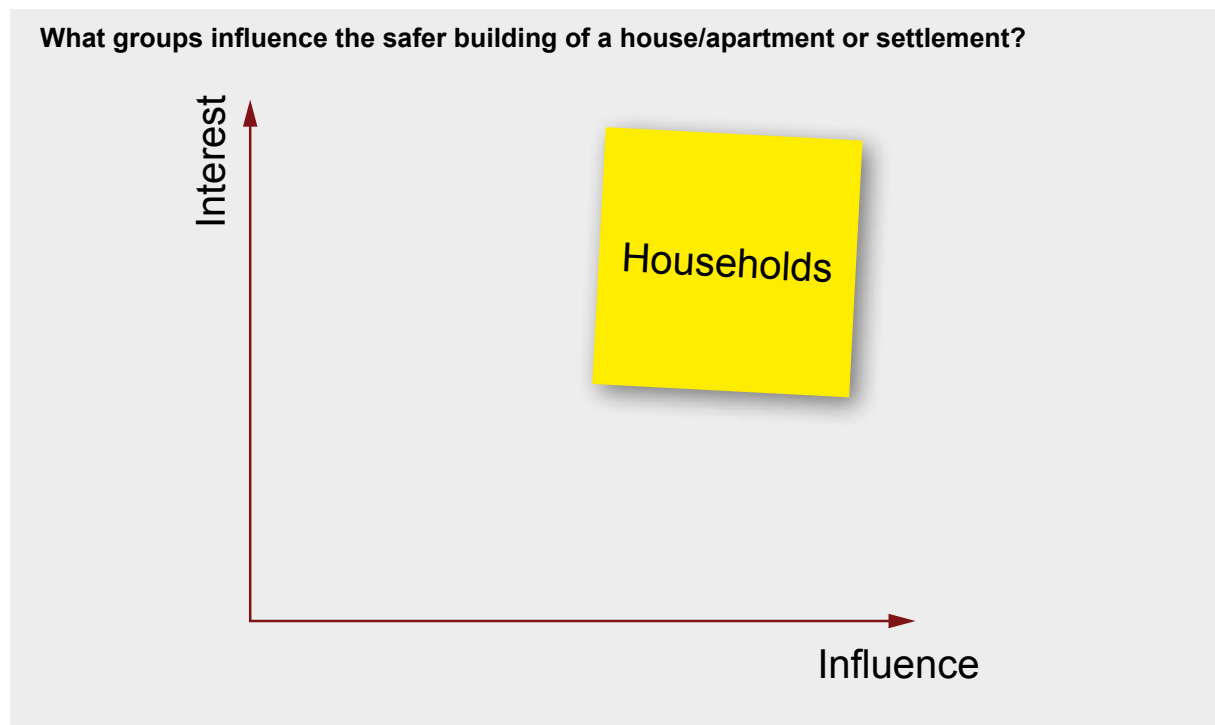 What groups influence the safer building of a house/apartment or settlement?
Interest
Households
Influence